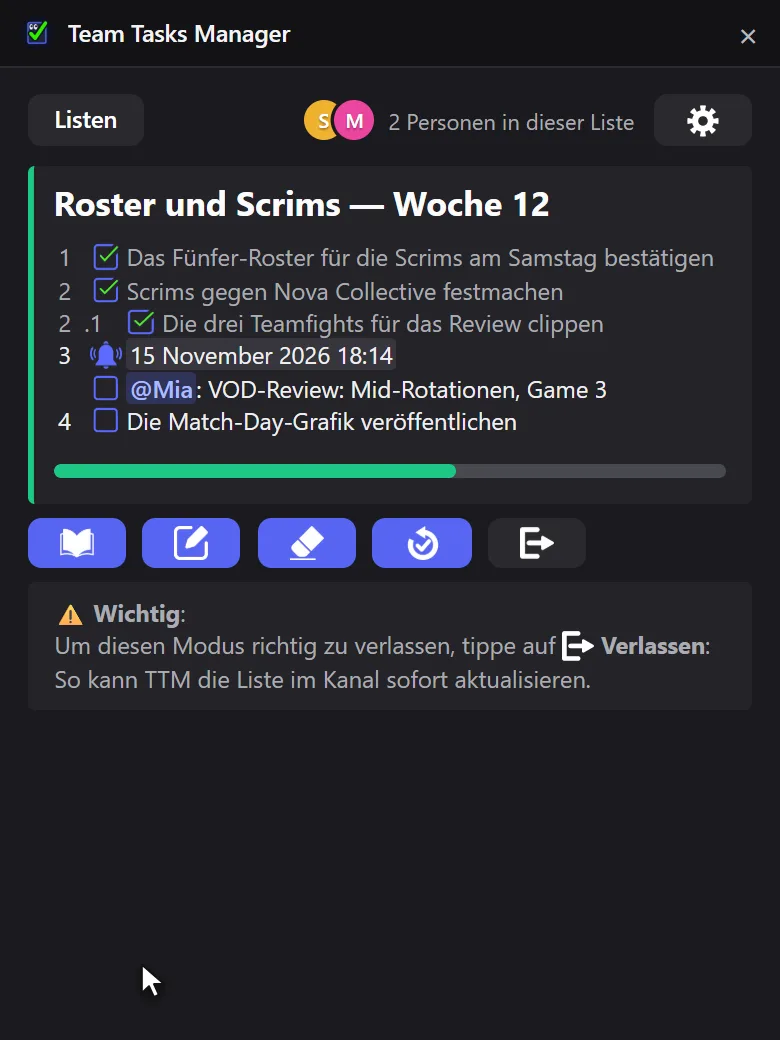 Team Tasks Manager
Listen
S M 2 Personen in dieser Liste
Roster und Scrims — Woche 12
1 Das Fünfer-Roster für die Scrims am Samstag bestätigen
2 Scrims gegen Nova Collective festmachen
2 .1 Die drei Teamfights für das Review clippen
3 15 November 2026 18:14
@Mia: VOD-Review: Mid-Rotationen, Game 3
4 Die Match-Day-Grafik veröffentlichen
Wichtig:
Um diesen Modus richtig zu verlassen, tippe auf Verlassen:
So kann TTM die Liste im Kanal sofort aktualisieren.